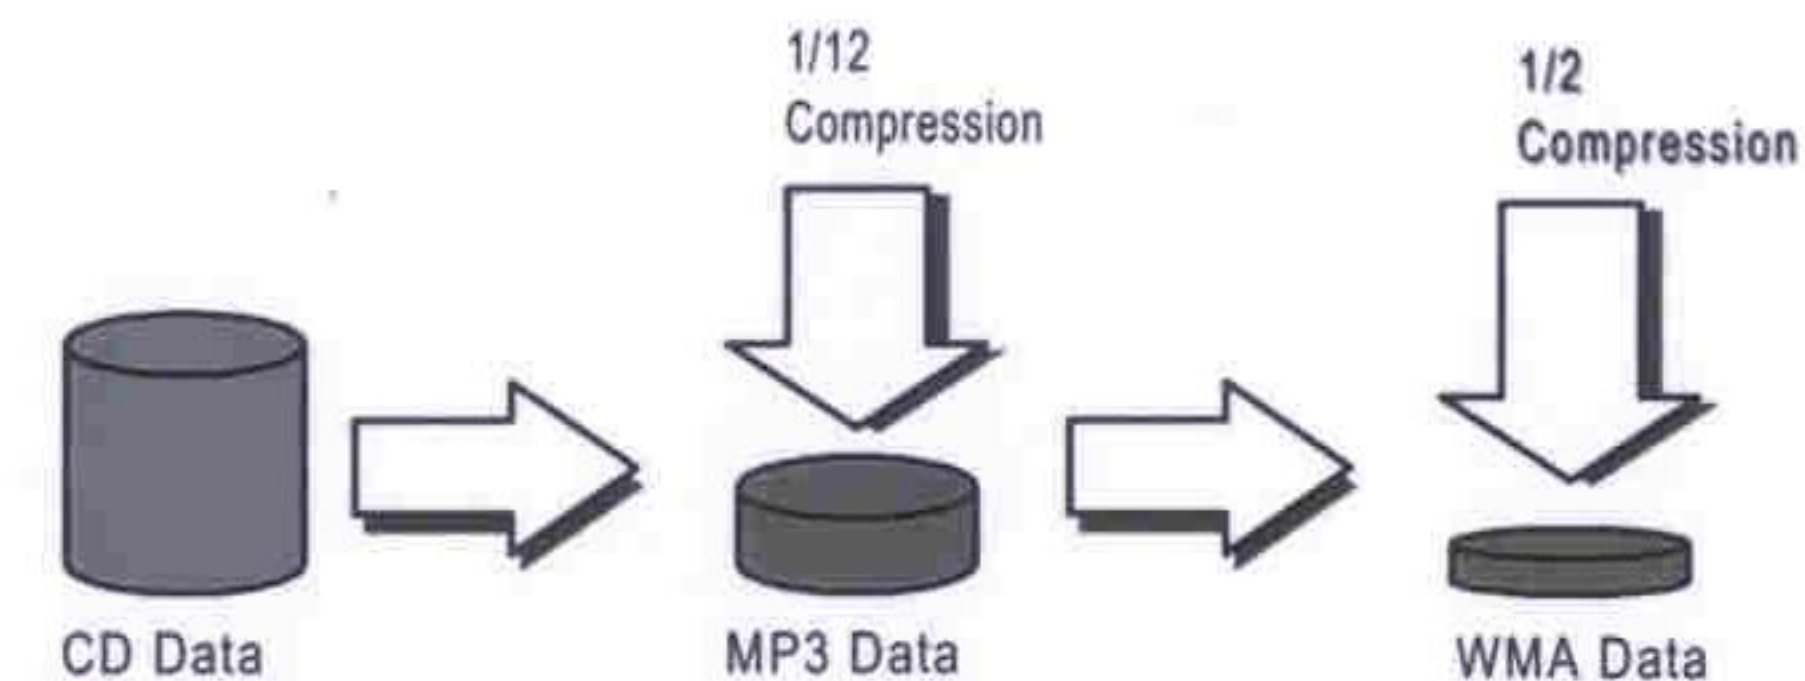 1/12
Compression
1/2
Compression
CD Data
MP3 Data
WMA Data